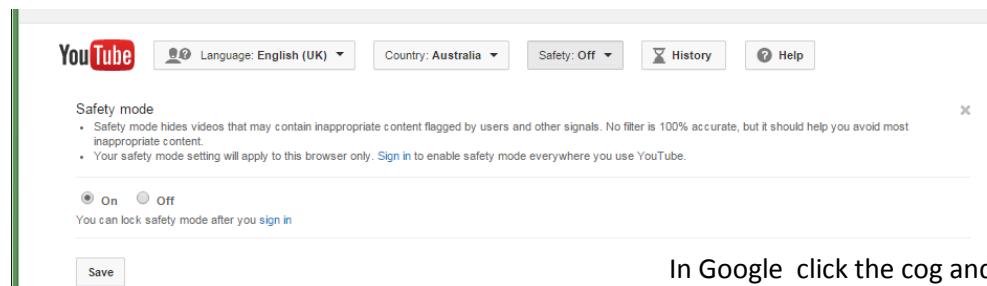 YouTube Language: English (UK) Country: Australia Safety: Off History Help
Safety mode
Safety mode hides videos that may contain inappropriate content flagged by users and other signals. No filter is 100% accurate, but it should help you avoid most
inappropriate content.
Your safety mode setting will apply to this browser only. Sign in to enable safety mode everywhere you use YouTube.
On Off
You can lock safety mode after you sign in
Save
In Google click the cog and